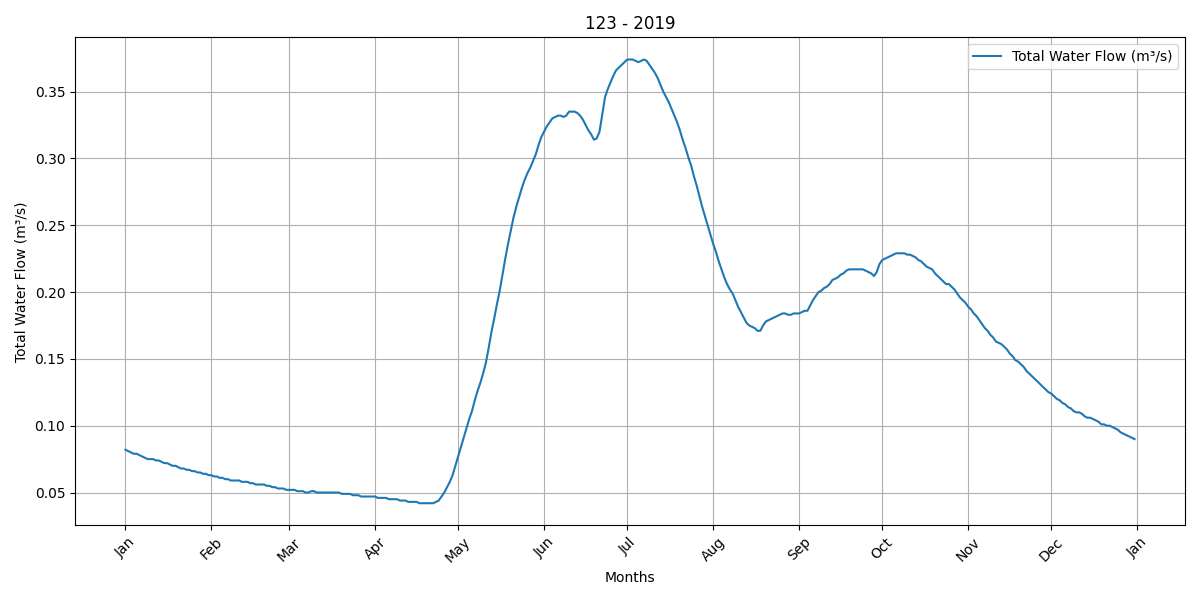 123 - 2019
Total Water Flow (m³/s)
Total Water Flow (m³/s)
0.35
0.30
0.25
0.20
0.15
0.10
0.05
Jan Feb Mar Apr May Jun Jul Aug Sep Oct Nov Dec Jan
Months